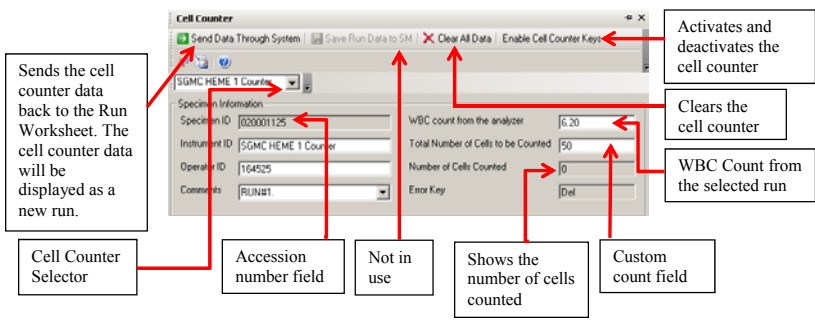 Cell Counter
Send Data Through System
Save Run Data to SM
Clear All Data
Enable Cell Counter Keys
SGMC HEME 1 Counter
Specimen Information
Specimen ID 020001125
Instrument ID SGMC HEME 1 Counter
Operator ID 164525
Comments RUN#1.
WBC count from the analyzer 6.20
Total Number of Cells to be Counted 50
Number of Cells Counted 0
Error Key Del
Sends the cell
counter data
back to the Run
Worksheet. The
cell counter data
will be
displayed as a
new run.
Activates and
deactivates the
cell counter
Clears the
cell counter
WBC Count from
the selected run
Cell Counter
Selector
Accession
number field
Not in
use
Shows the
number of cells
counted
Custom
count field